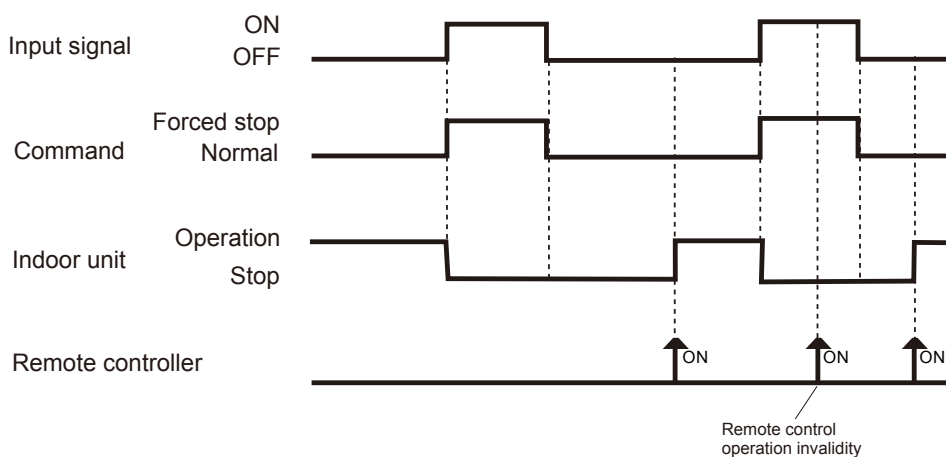 Input signal
ON
OFF
Command
Forced stop
Normal
Indoor unit
Operation
Stop
Remote controller
ON
ON
ON
Remote control
operation invalidity